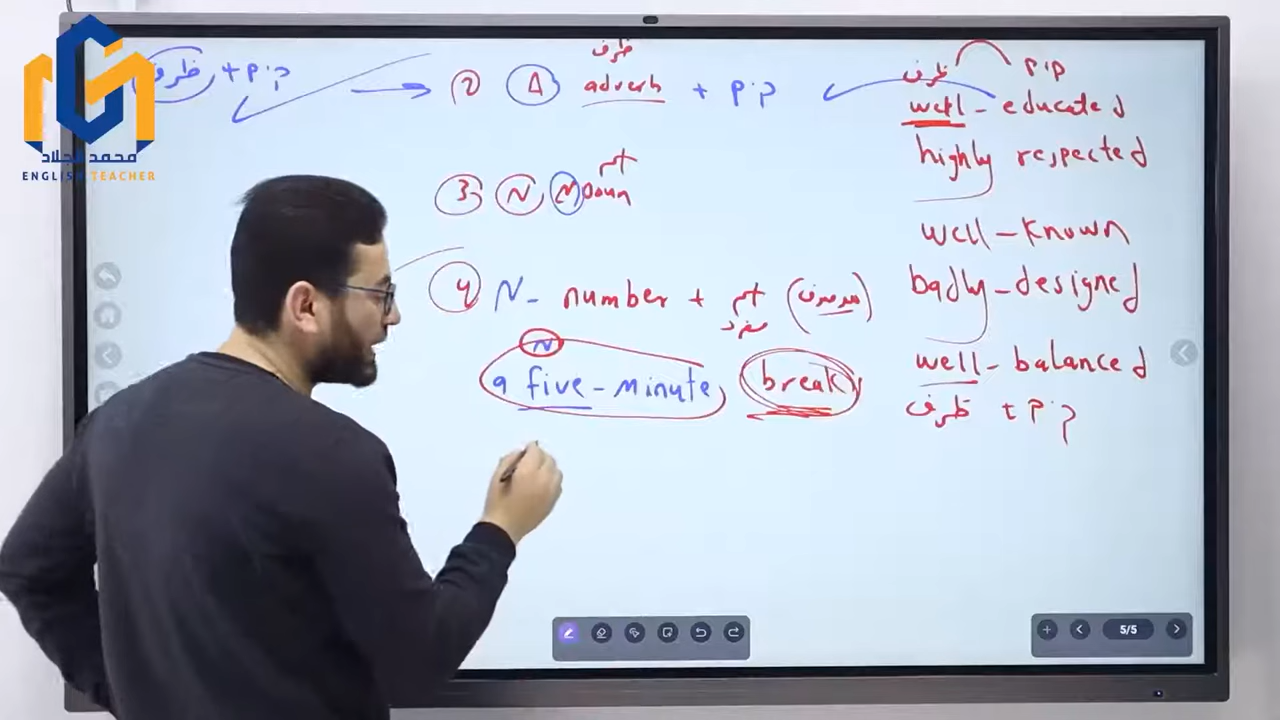 محمد الجلاد
ENGLISH TEACHER
ظرف + p.p
ظرف
2 A adverb + p.p
اسم
3 N Noun
4 N - number + اسم (موصوف)
مفرد
N
a five-minute break
ظرف p.p
well - educated
highly respected
well - known
badly - designed
well - balanced
ظرف + p.p
5/5